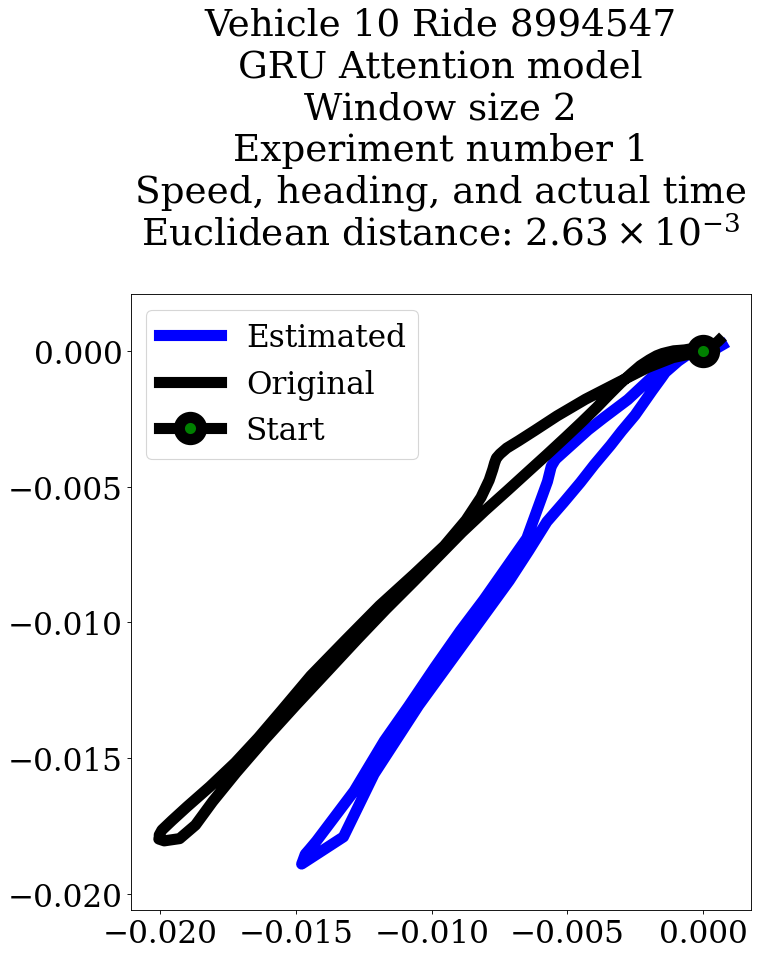 Vehicle 10 Ride 8994547
GRU Attention model
Window size 2
Experiment number 1
Speed, heading, and actual time
Euclidean distance: 2.63 × 10⁻³
Estimated
Original
Start
0.000
−0.005
−0.010
−0.015
−0.020
−0.020 −0.015 −0.010 −0.005 0.000